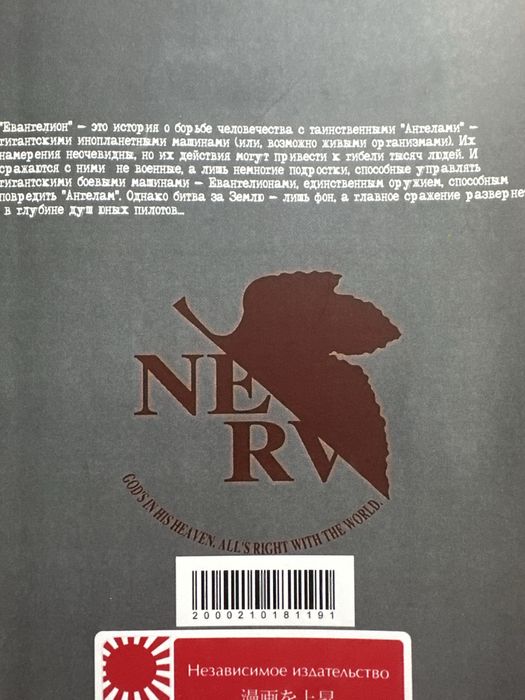 "Евангелион" – это история о борьбе человечества с таинственными "Ангелами" –
гигантскими инопланетными машинами (или, возможно живыми организмами). Их
намерения неочевидны, но их действия могут привести к гибели тысяч людей. И
сражаются с ними не военные, а лишь немногие подростки, способные управлять
гигантскими боевыми машинами – Евангелионами, единственным оружием, способным
повредить "Ангелам". Однако битва за Землю – лишь фон, а главное сражение развернет
в глубине душ юных пилотов...
NERV
GOD'S IN HIS HEAVEN. ALL'S RIGHT WITH THE WORLD.
2000210181191
Независимое издательство
漫画を上昇